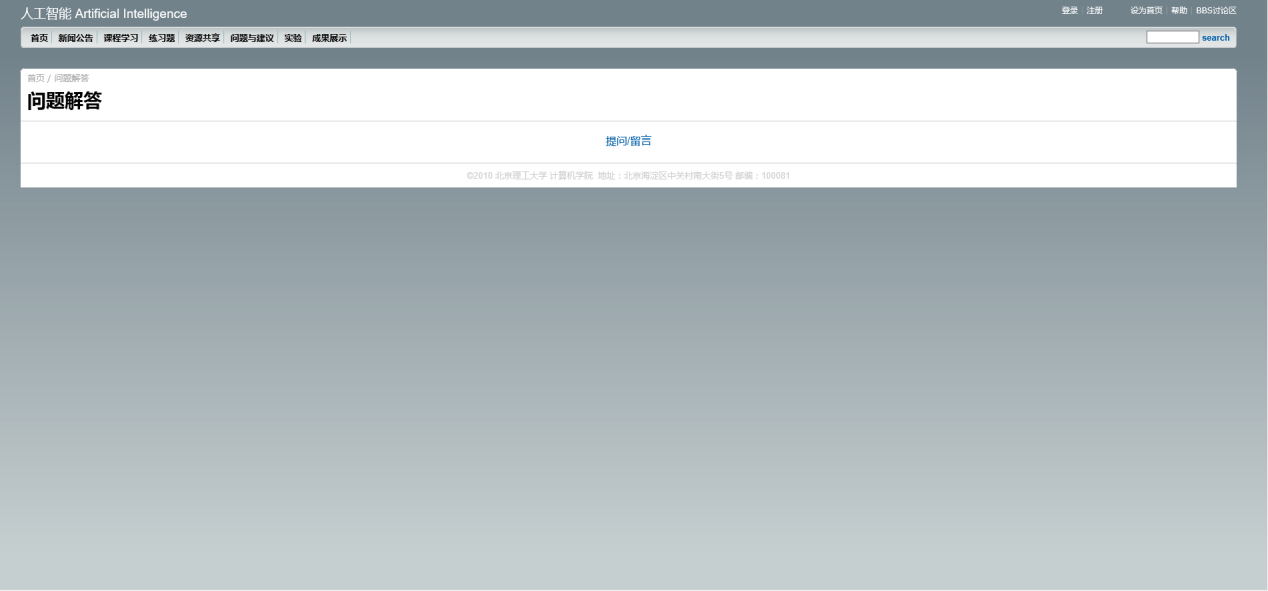 人工智能 Artificial Intelligence
登录 注册 设为首页 帮助 BBS讨论区
首页 新闻公告 课程学习 练习题 资源共享 问题与建议 实验 成果展示 search
首页 / 问题解答
问题解答
提问/留言
©2010 北京理工大学 计算机学院 地址：北京海淀区中关村南大街5号 邮编：100081